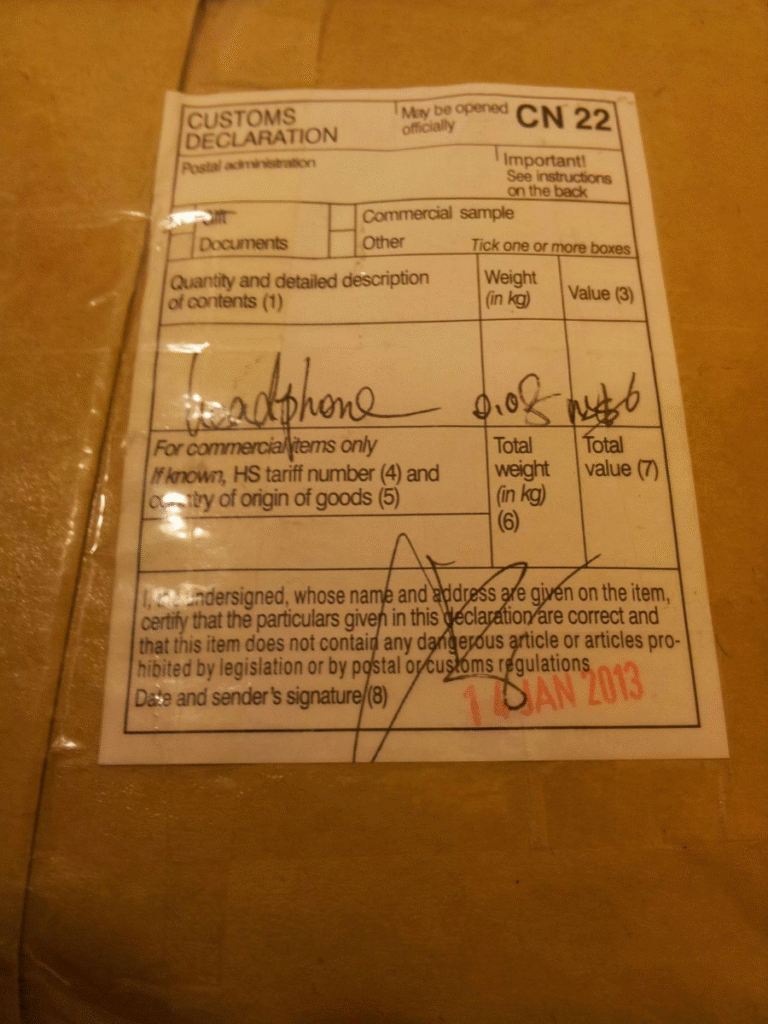 CUSTOMS
DECLARATION
May be opened
officially
CN 22
Postal administration
Important!
See instructions
on the back
Gift
Commercial sample
Documents
Other
Tick one or more boxes
Quantity and detailed description
of contents (1)
Weight
(in kg)
Value (3)
headphone
0.08
For commercial items only
If known, HS tariff number (4) and
country of origin of goods (5)
Total
weight
(in kg)
(6)
Total
value (7)
I, the undersigned, whose name and address are given on the item,
certify that the particulars given in this declaration are correct and
that this item does not contain any dangerous article or articles pro-
hibited by legislation or by postal or customs regulations
Date and sender's signature (8)
14 JAN 2013